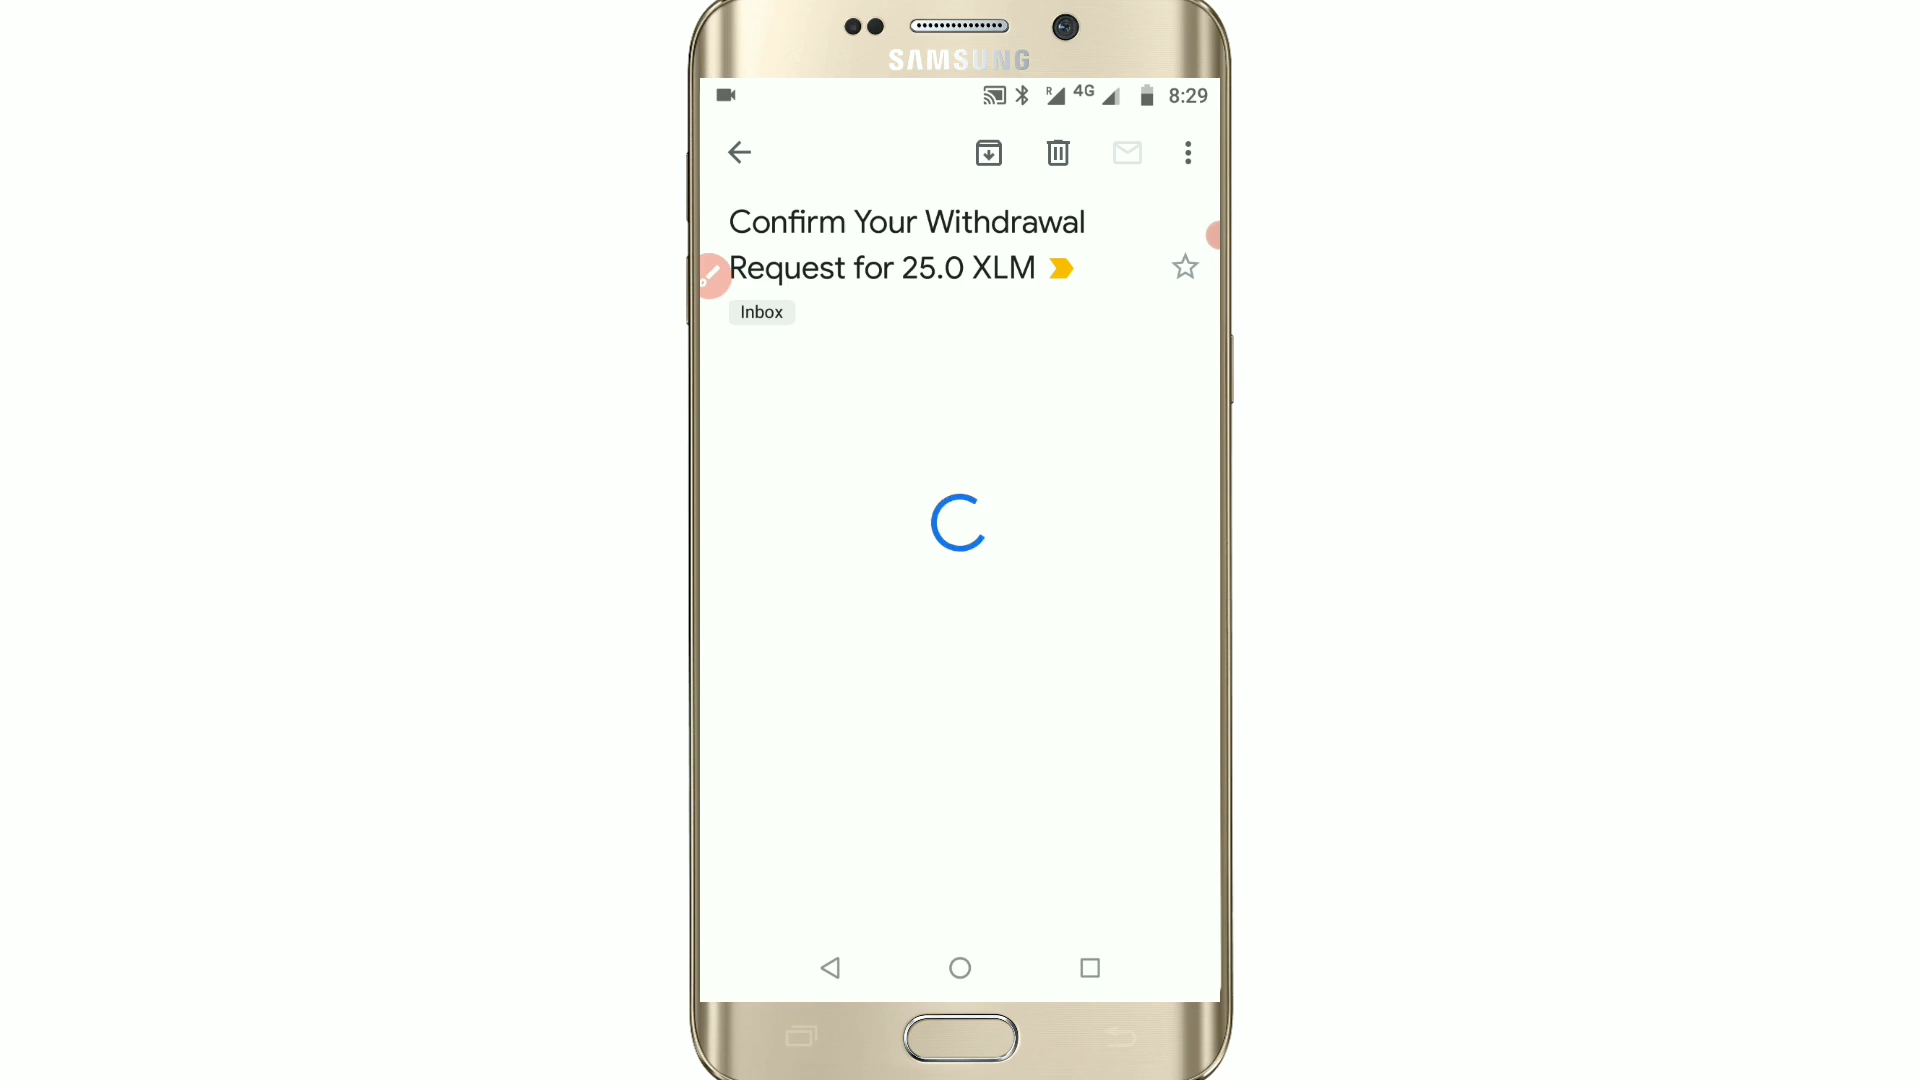 SAMSUNG
R 4G 8:29
Confirm Your Withdrawal
Request for 25.0 XLM
Inbox